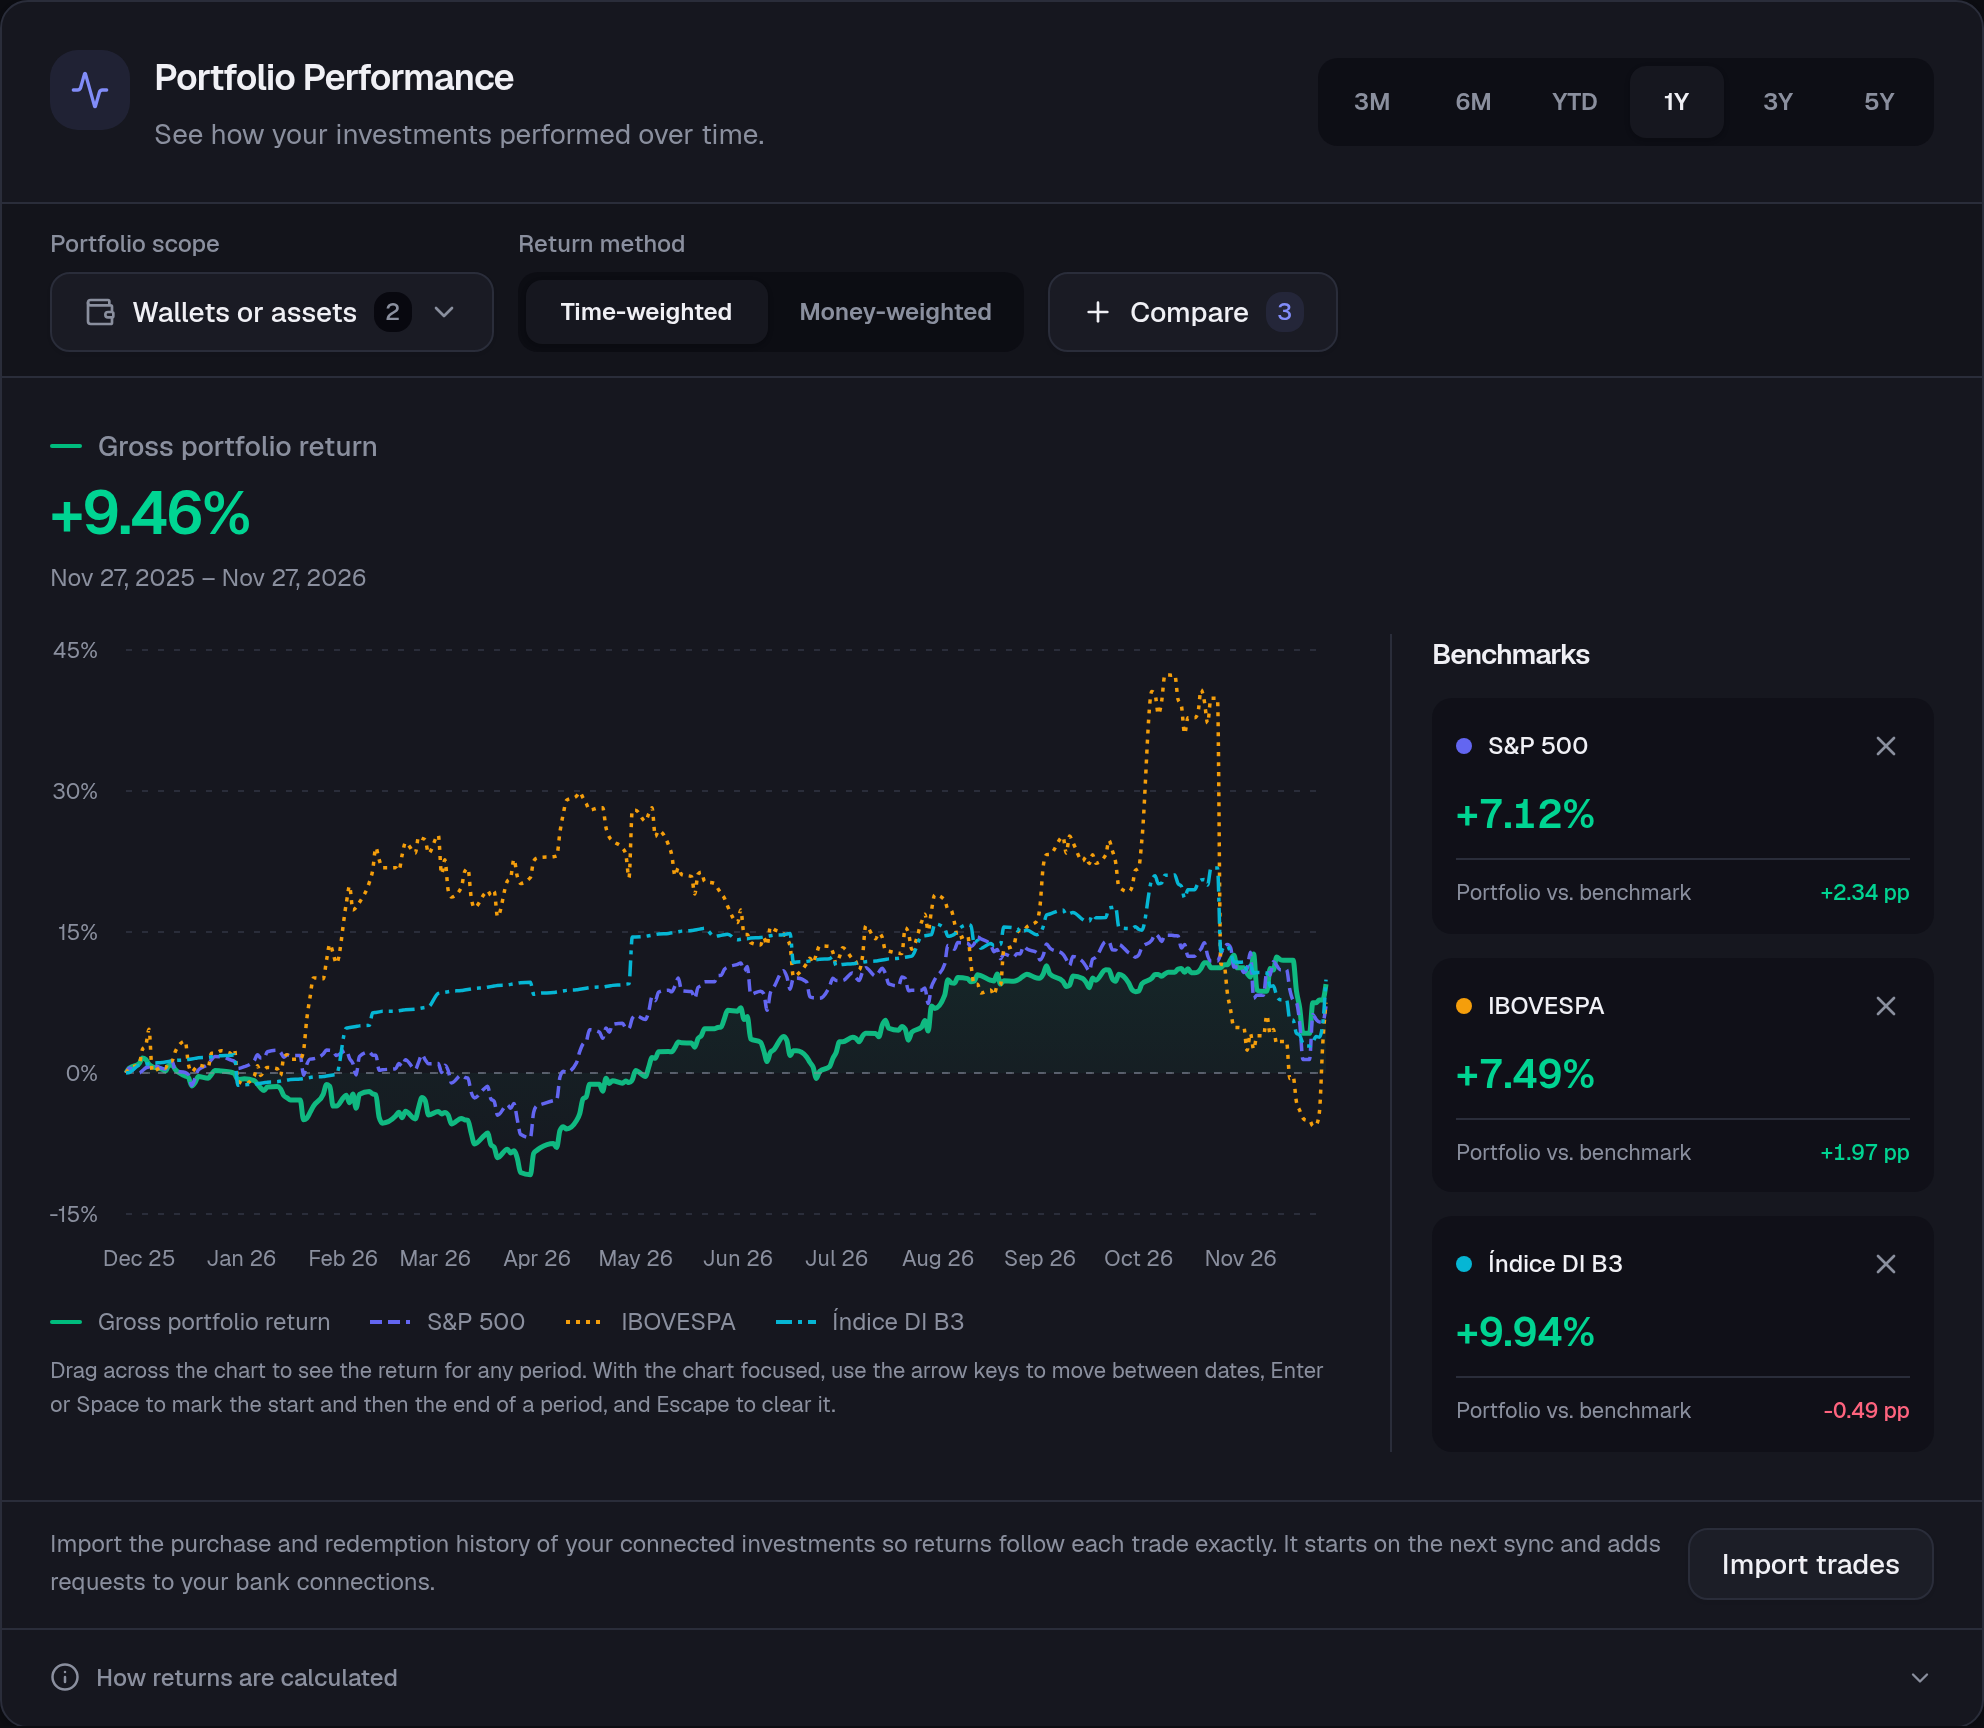 Portfolio Performance
See how your investments performed over time.
3M 6M YTD 1Y 3Y 5Y
Portfolio scope
Wallets or assets 2
Return method
Time-weighted Money-weighted
Compare 3
Gross portfolio return
+9.46%
Nov 27, 2025 – Nov 27, 2026
45%
30%
15%
0%
-15%
Dec 25 Jan 26 Feb 26 Mar 26 Apr 26 May 26 Jun 26 Jul 26 Aug 26 Sep 26 Oct 26 Nov 26
Gross portfolio return S&P 500 IBOVESPA Índice DI B3
Drag across the chart to see the return for any period. With the chart focused, use the arrow keys to move between dates, Enter
or Space to mark the start and then the end of a period, and Escape to clear it.
Benchmarks
S&P 500
+7.12%
Portfolio vs. benchmark +2.34 pp
IBOVESPA
+7.49%
Portfolio vs. benchmark +1.97 pp
Índice DI B3
+9.94%
Portfolio vs. benchmark -0.49 pp
Import the purchase and redemption history of your connected investments so returns follow each trade exactly. It starts on the next sync and adds
requests to your bank connections.
Import trades
How returns are calculated